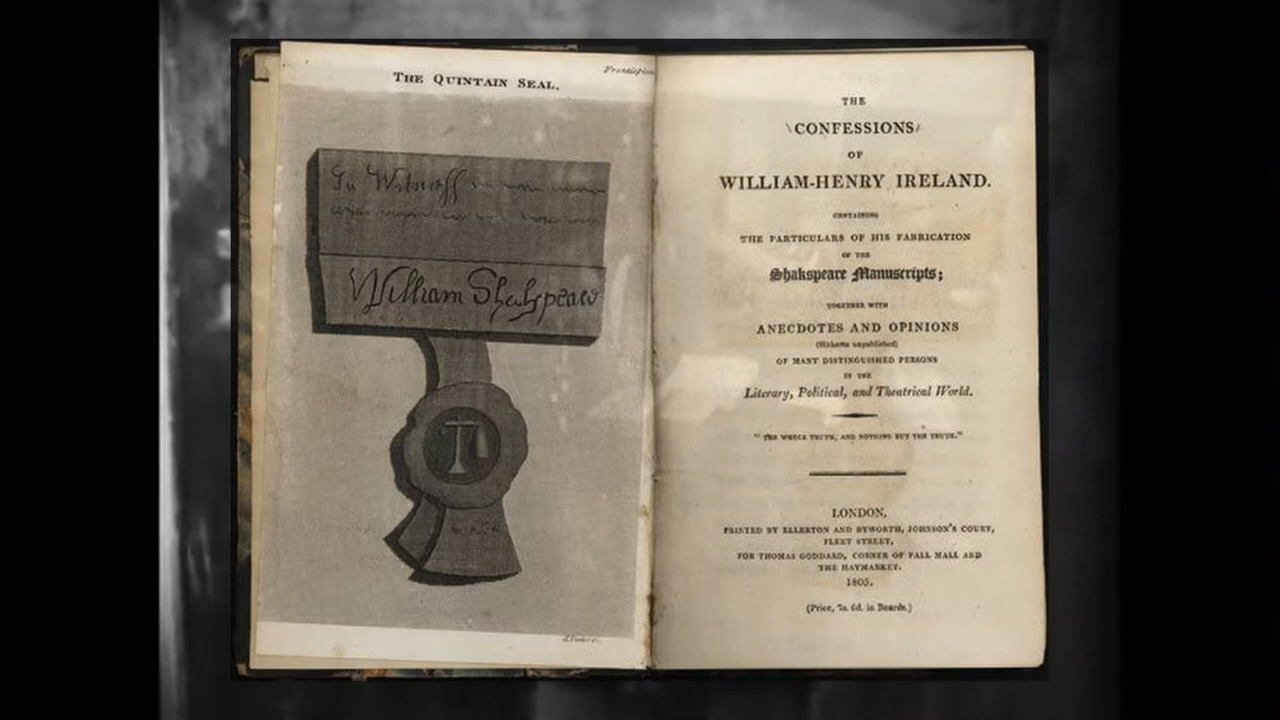 THE QUINTAIN SEAL.
In Witness
William Shakspeare
THE
CONFESSIONS
OF
WILLIAM-HENRY IRELAND.
CONTAINING
THE PARTICULARS OF HIS FABRICATION
OF THE
Shakspeare Manuscripts;
TOGETHER WITH
ANECDOTES AND OPINIONS
(Hitherto unpublished)
OF MANY DISTINGUISHED PERSONS
IN THE
Literary, Political, and Theatrical World.
"THE WHOLE TRUTH, AND NOTHING BUT THE TRUTH."
LONDON,
PRINTED BY ELLERTON AND BYWORTH, JOHNSON'S COURT,
FLEET STREET,
FOR THOMAS GODDARD, CORNER OF PALL MALL AND
THE HAYMARKET.
1805.
(Price, 7s. 6d. in Boards.)